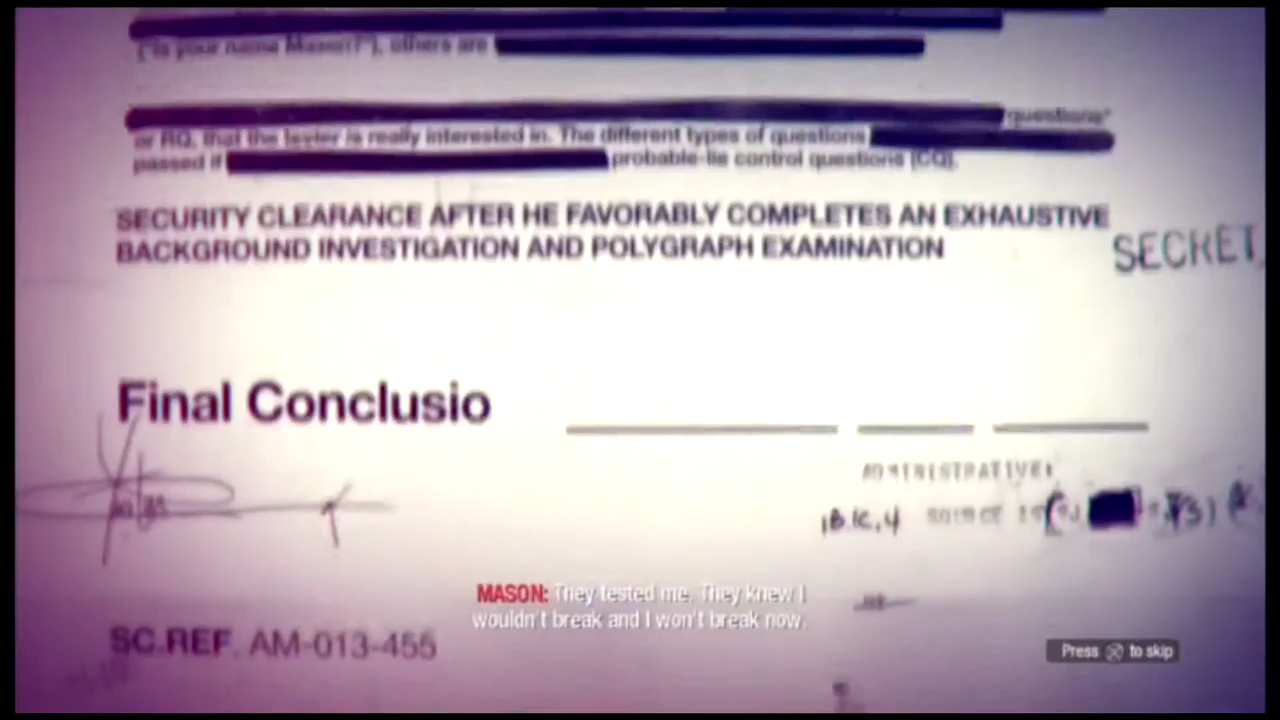 ("Is your name Mason?"), others are
questions"
or RQ, that the tester is really interested in. The different types of questions
passed if probable-lie control questions (CQ).
SECURITY CLEARANCE AFTER HE FAVORABLY COMPLETES AN EXHAUSTIVE
BACKGROUND INVESTIGATION AND POLYGRAPH EXAMINATION
SECRET
Final Conclusio
ADMINISTRATIVE:
SOURCE
MASON: They tested me. They knew I
wouldn't break and I won't break now.
SC.REF. AM-013-455
Press to skip